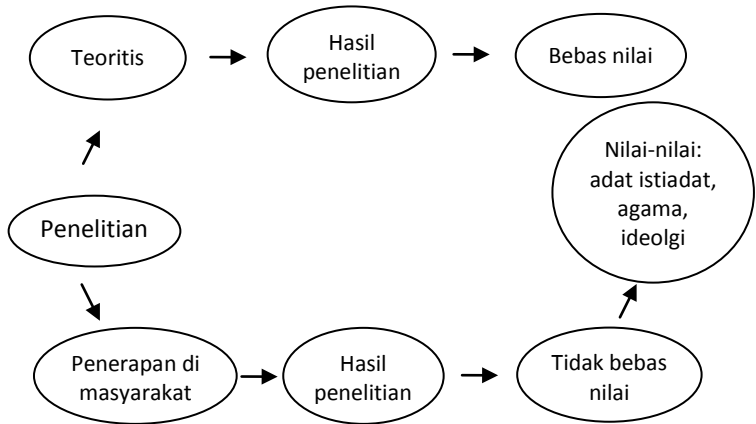 Teoritis
Hasil
penelitian
Bebas nilai
Nilai-nilai:
adat istiadat,
agama,
ideolgi
Penelitian
Penerapan di
masyarakat
Hasil
penelitian
Tidak bebas
nilai